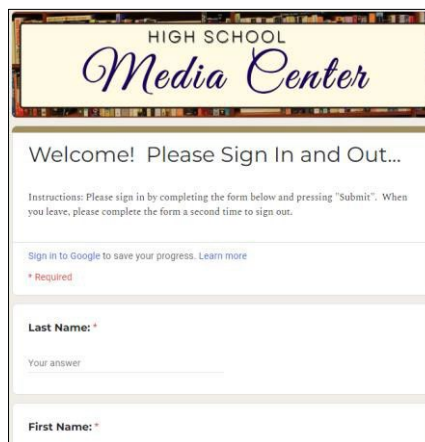 HIGH SCHOOL
Media Center
Welcome! Please Sign In and Out...
Instructions: Please sign in by completing the form below and pressing "Submit". When
you leave, please complete the form a second time to sign out.
Sign in to Google to save your progress. Learn more
* Required
Last Name: *
Your answer
First Name: *